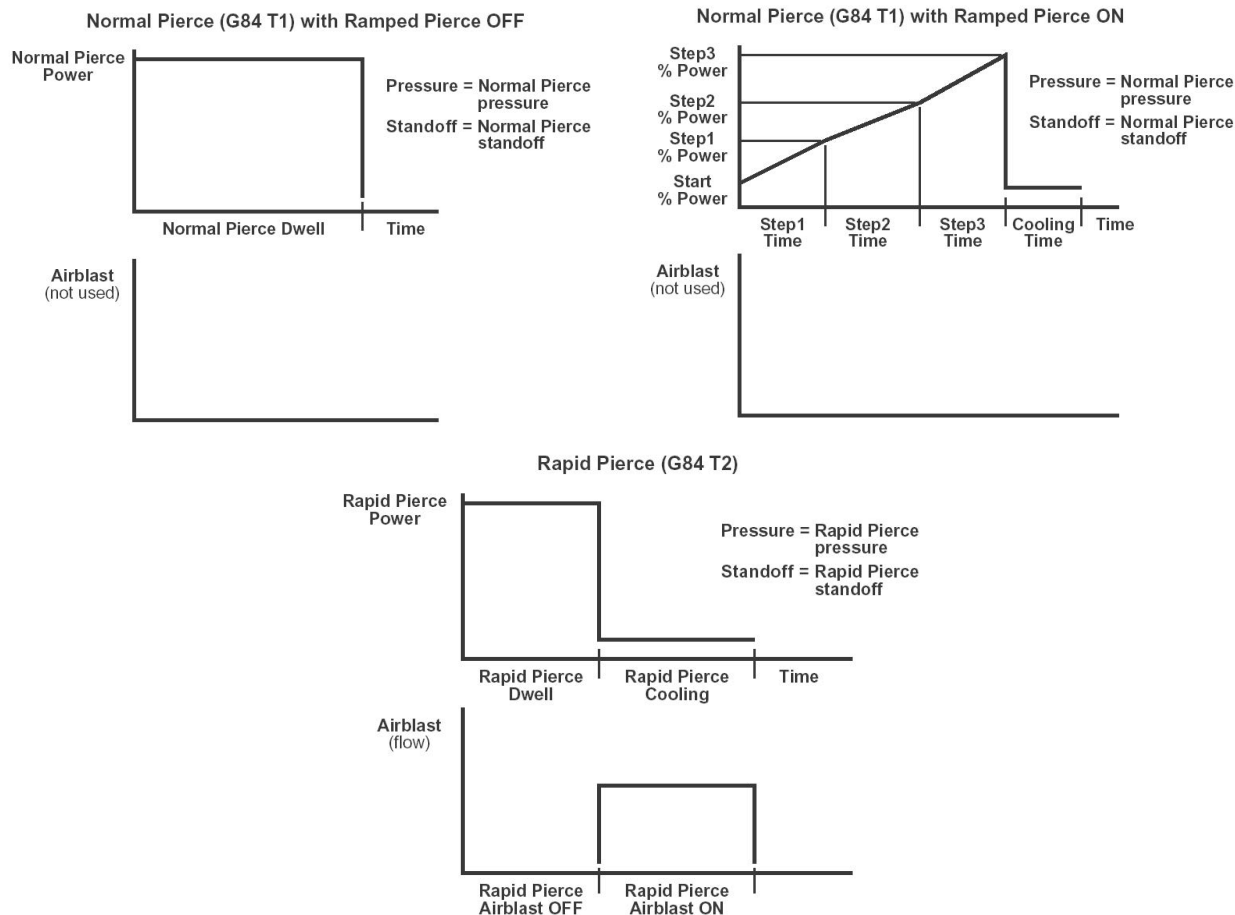 Normal Pierce (G84 T1) with Ramped Pierce OFF
Normal Pierce
Power
Pressure = Normal Pierce
pressure
Standoff = Normal Pierce
standoff
Normal Pierce Dwell
Time
Airblast
(not used)
Normal Pierce (G84 T1) with Ramped Pierce ON
Step3
% Power
Step2
% Power
Step1
% Power
Start
% Power
Pressure = Normal Pierce
pressure
Standoff = Normal Pierce
standoff
Step1
Time
Step2
Time
Step3
Time
Cooling
Time
Time
Airblast
(not used)
Rapid Pierce (G84 T2)
Rapid Pierce
Power
Pressure = Rapid Pierce
pressure
Standoff = Rapid Pierce
standoff
Rapid Pierce
Dwell
Rapid Pierce
Cooling
Time
Airblast
(flow)
Rapid Pierce
Airblast OFF
Rapid Pierce
Airblast ON